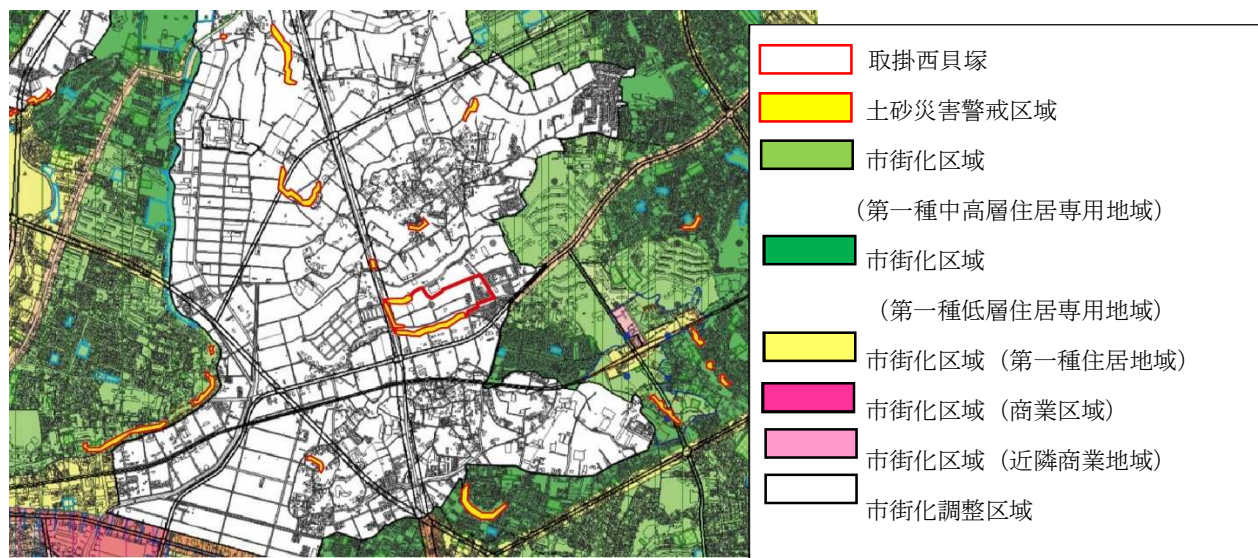 取掛西貝塚
土砂災害警戒区域
市街化区域
（第一種中高層住居専用地域）
市街化区域
（第一種低層住居専用地域）
市街化区域（第一種住居地域）
市街化区域（商業区域）
市街化区域（近隣商業地域）
市街化調整区域